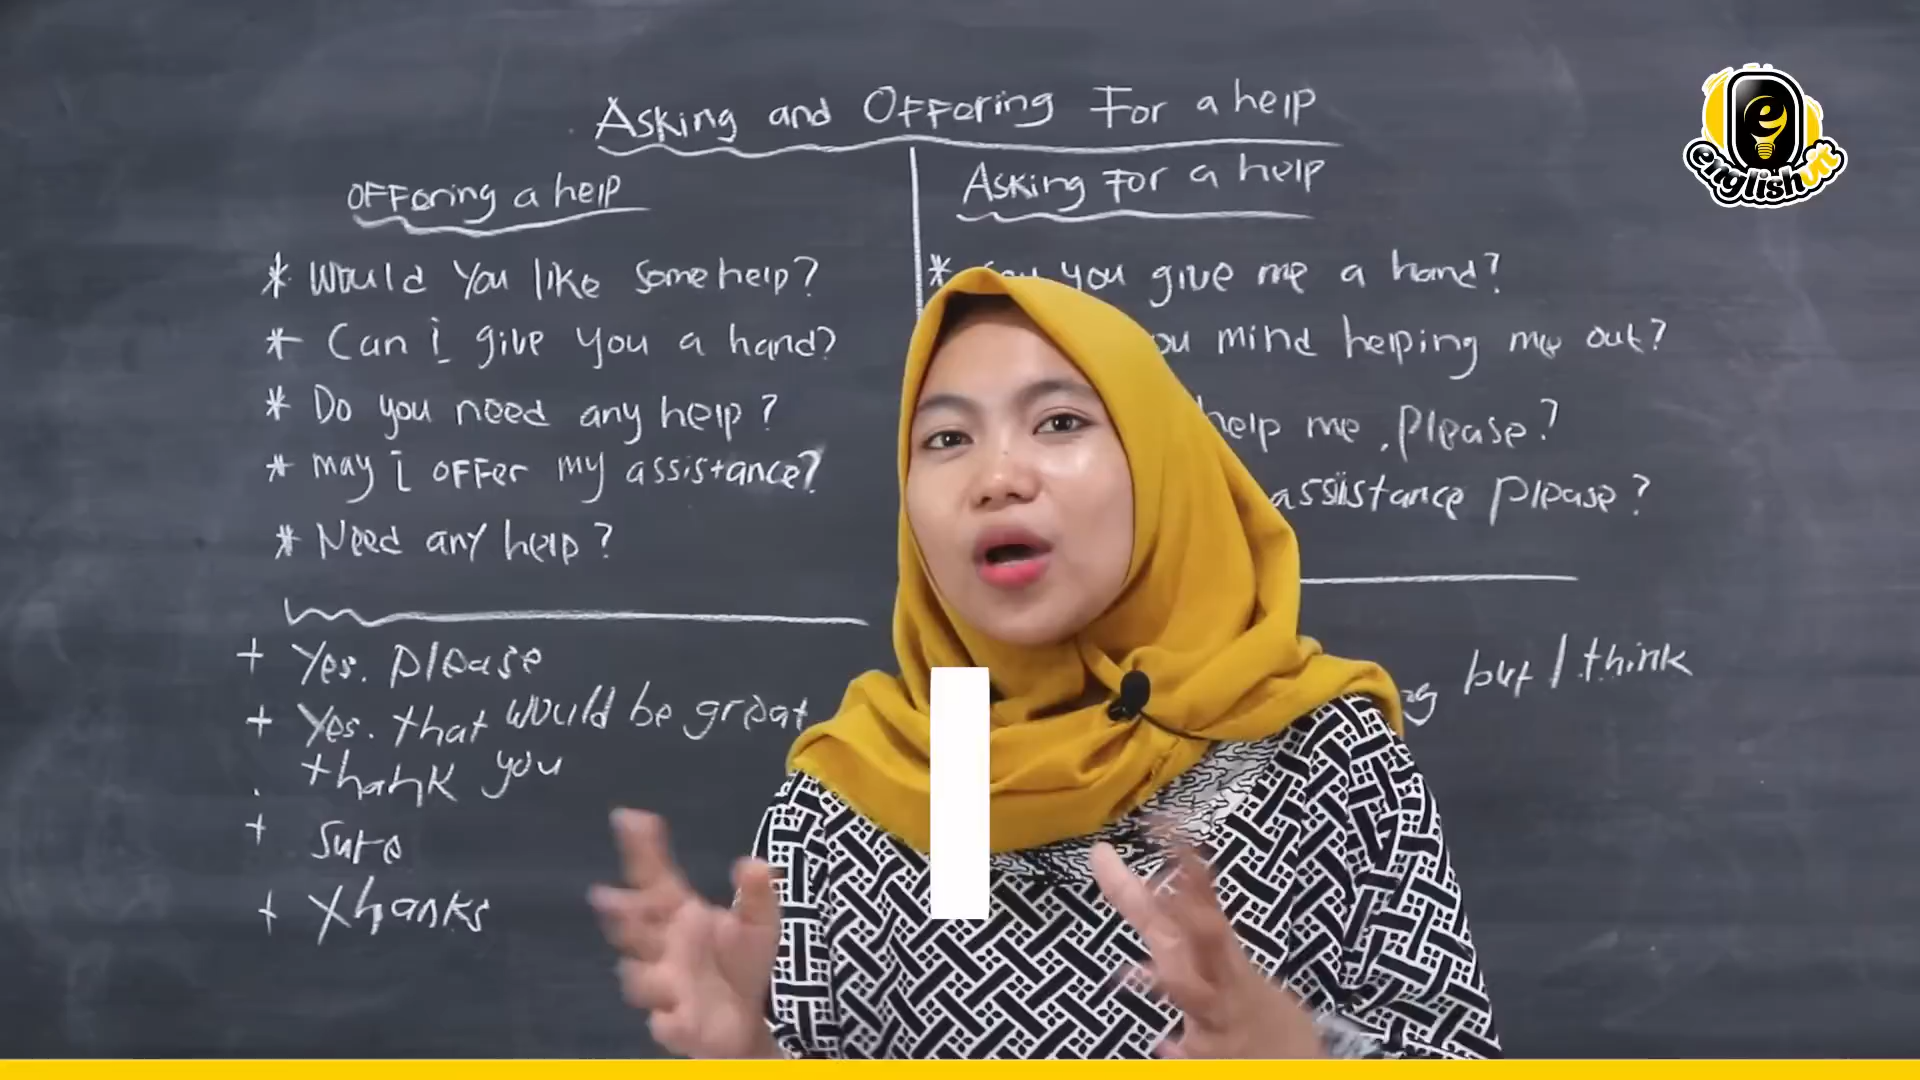 Asking and Offering For a help
Offering a help
* Would You like some help?
* Can i give you a hand?
* Do you need any help?
* may i offer my assistance?
* Need any help?
+ Yes. please
+ Yes. that would be great
thank you
+ Sure
+ Thanks
Asking For a help
* you give me a hand?
mind helping me out?
help me, please?
assistance please?
but I think
englishvit